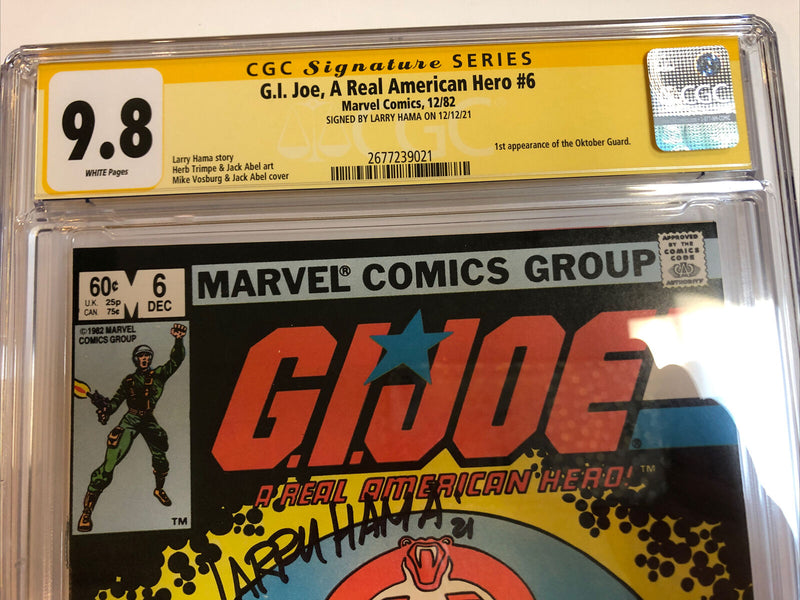 CGC Signature SERIES
G.I. Joe, A Real American Hero #6
Marvel Comics, 12/82
SIGNED BY LARRY HAMA ON 12/12/21
9.8
WHITE Pages
1st appearance of the Oktober Guard.
Larry Hama story
Herb Trimpe & Jack Abel art
Mike Vosburg & Jack Abel cover
2677239021
CGC
CGC
60¢ 6
U.K. 25p
CAN. 75¢
DEC
MARVEL® COMICS GROUP
APPROVED
BY THE
COMICS
CODE
AUTHORITY
©1982 MARVEL
COMICS GROUP
G.I.JOE®
A REAL AMERICAN HERO!™
LARRY HAMA '21
TM